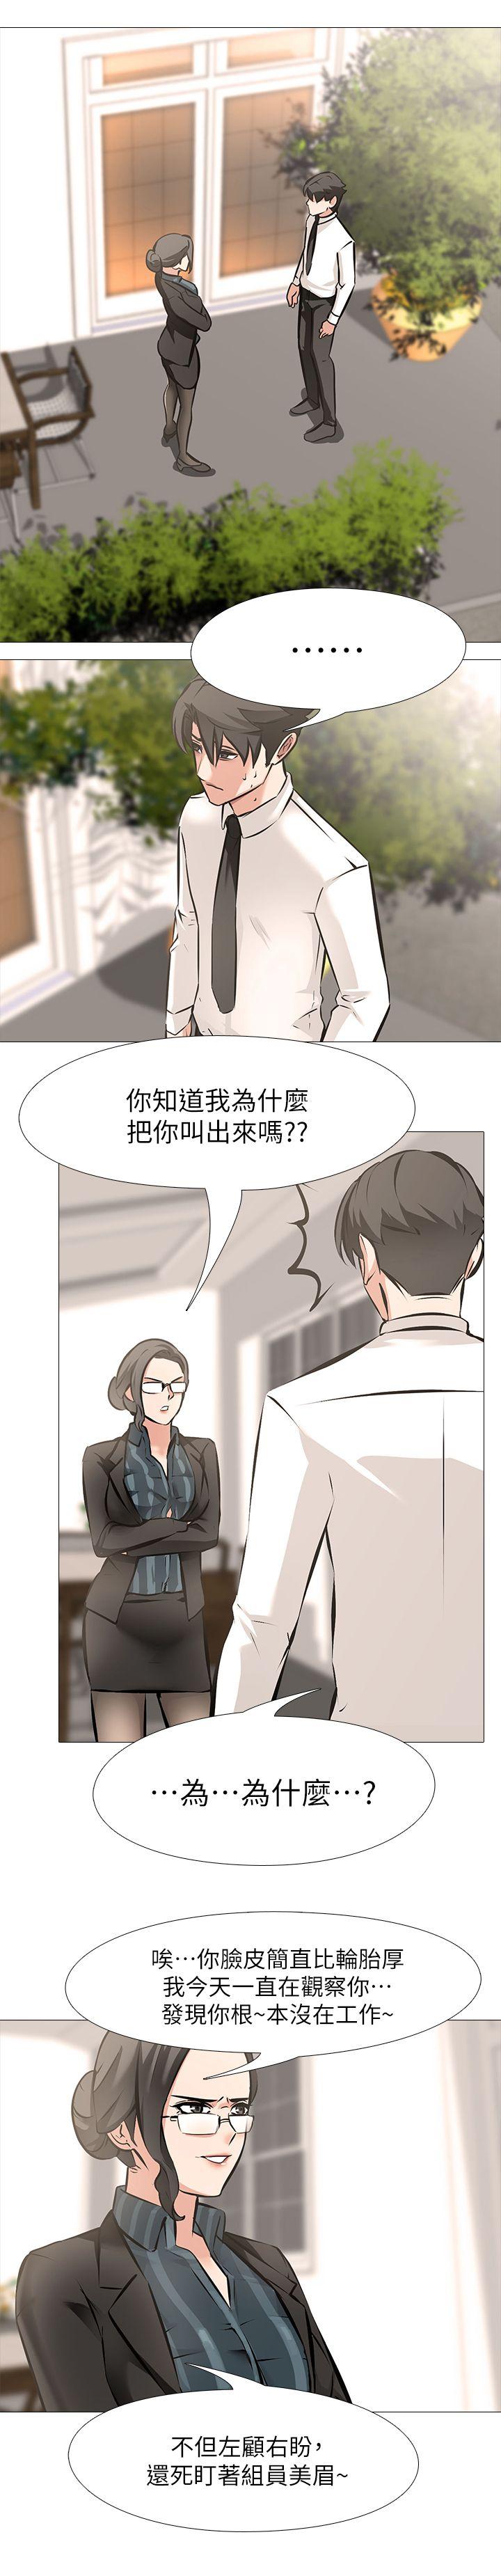 ……
你知道我為什麼
把你叫出來嗎??
…為…為什麼…?
唉…你臉皮簡直比輪胎厚
我今天一直在觀察你…
發現你根~本沒在工作~
不但左顧右盼，
還死盯著組員美眉~